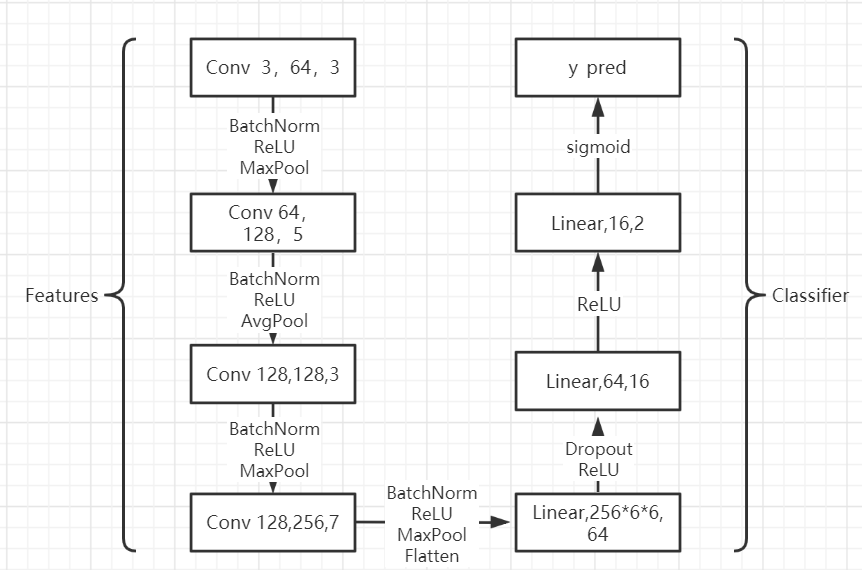 Features
Conv 3, 64, 3
BatchNorm
ReLU
MaxPool
Conv 64,
128, 5
BatchNorm
ReLU
AvgPool
Conv 128,128,3
BatchNorm
ReLU
MaxPool
Conv 128,256,7
BatchNorm
ReLU
MaxPool
Flatten
Linear,256*6*6,
64
Dropout
ReLU
Linear,64,16
ReLU
Linear,16,2
sigmoid
y pred
Classifier